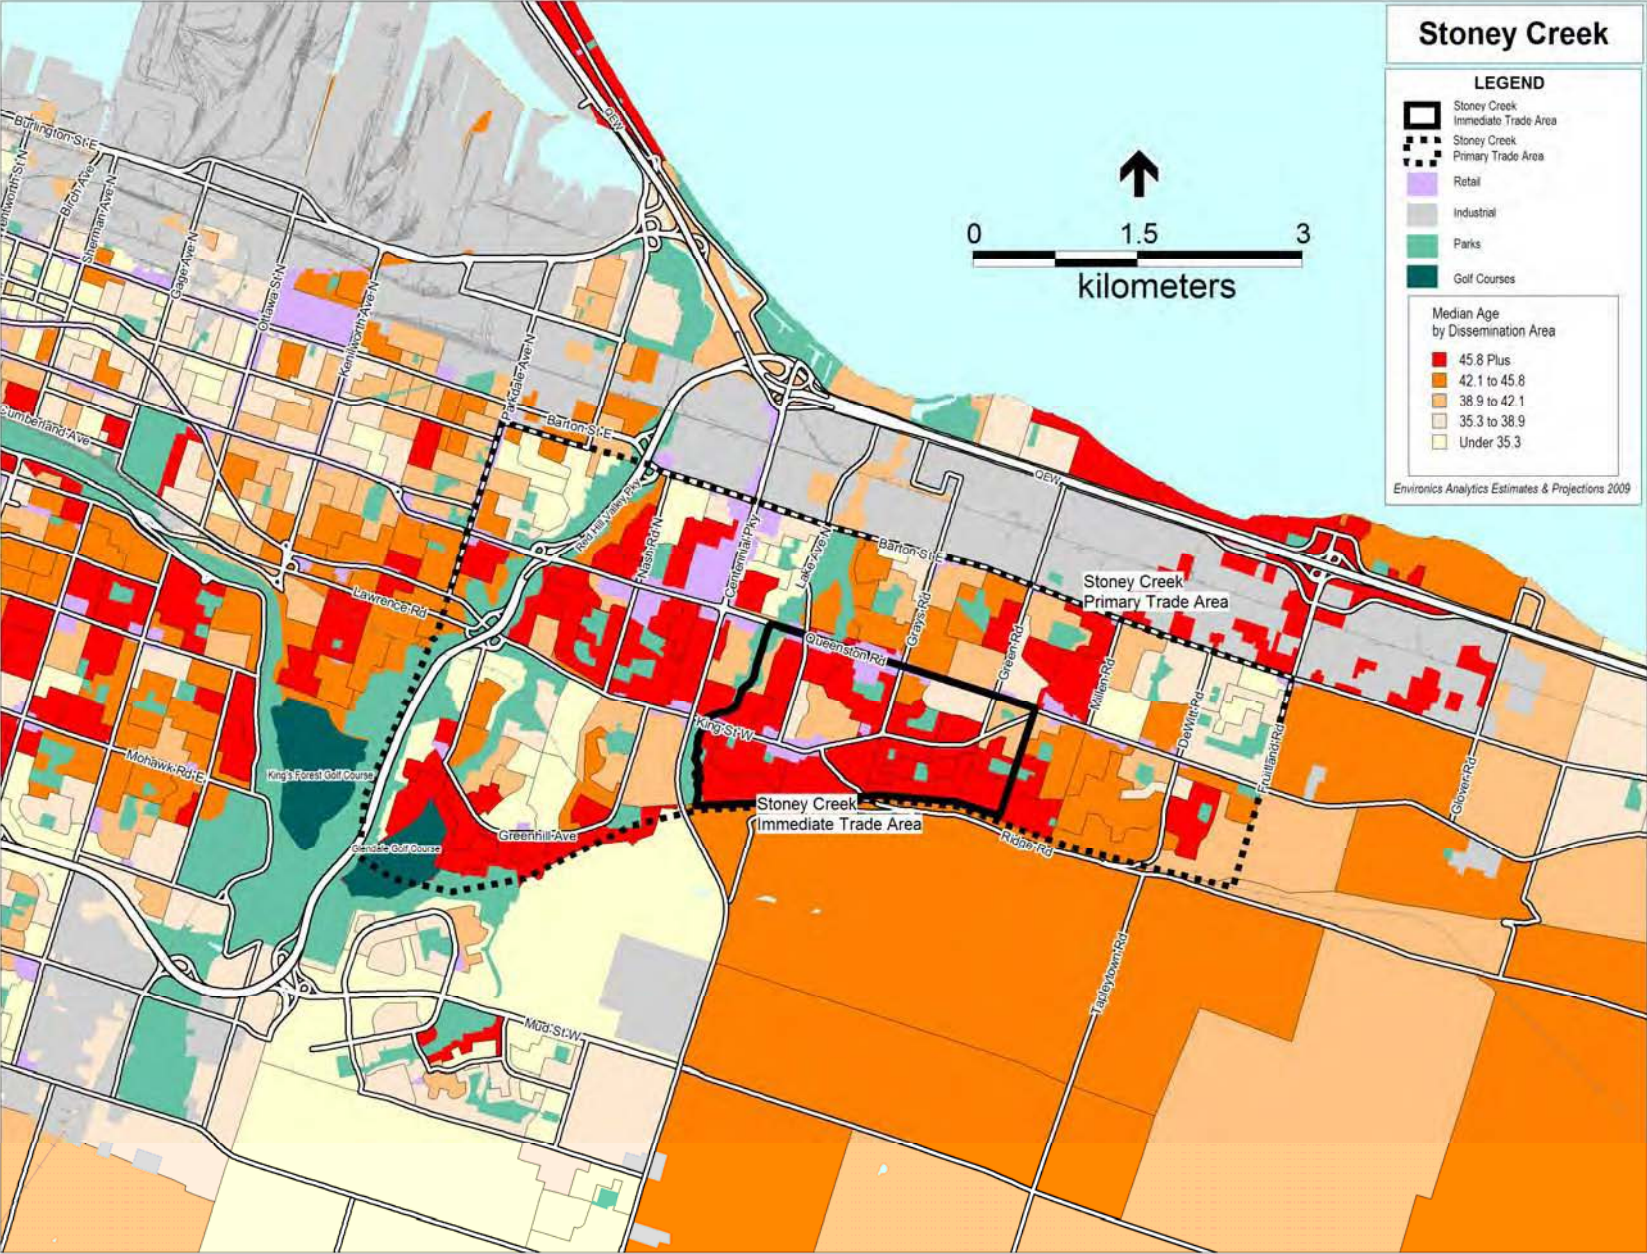 Stoney Creek
LEGEND
Stoney Creek
Immediate Trade Area
Stoney Creek
Primary Trade Area
Retail
Industrial
Parks
Golf Courses
Median Age
by Dissemination Area
45.8 Plus
42.1 to 45.8
38.9 to 42.1
35.3 to 38.9
Under 35.3
Environics Analytics Estimates & Projections 2009
0 1.5 3
kilometers
QEW
Burlington St E
Birch Ave
Sherman Ave N
Gage Ave N
Ottawa St N
Kenilworth Ave N
Parkdale Ave N
Cumberland Ave
Barton St E
Red Hill Valley Pky
Nash Rd N
Centennial Pky
Lake Ave N
Barton St E
QEW
Grays Rd
Green Rd
Millen Rd
DeWitt Rd
Fruitland Rd
Glover Rd
Stoney Creek
Primary Trade Area
Lawrence Rd
Queenston Rd
King St W
Mohawk Rd E
King's Forest Golf Course
Glendale Golf Course
Greenhill Ave
Stoney Creek
Immediate Trade Area
Ridge Rd
Tapleytown Rd
Mud St W